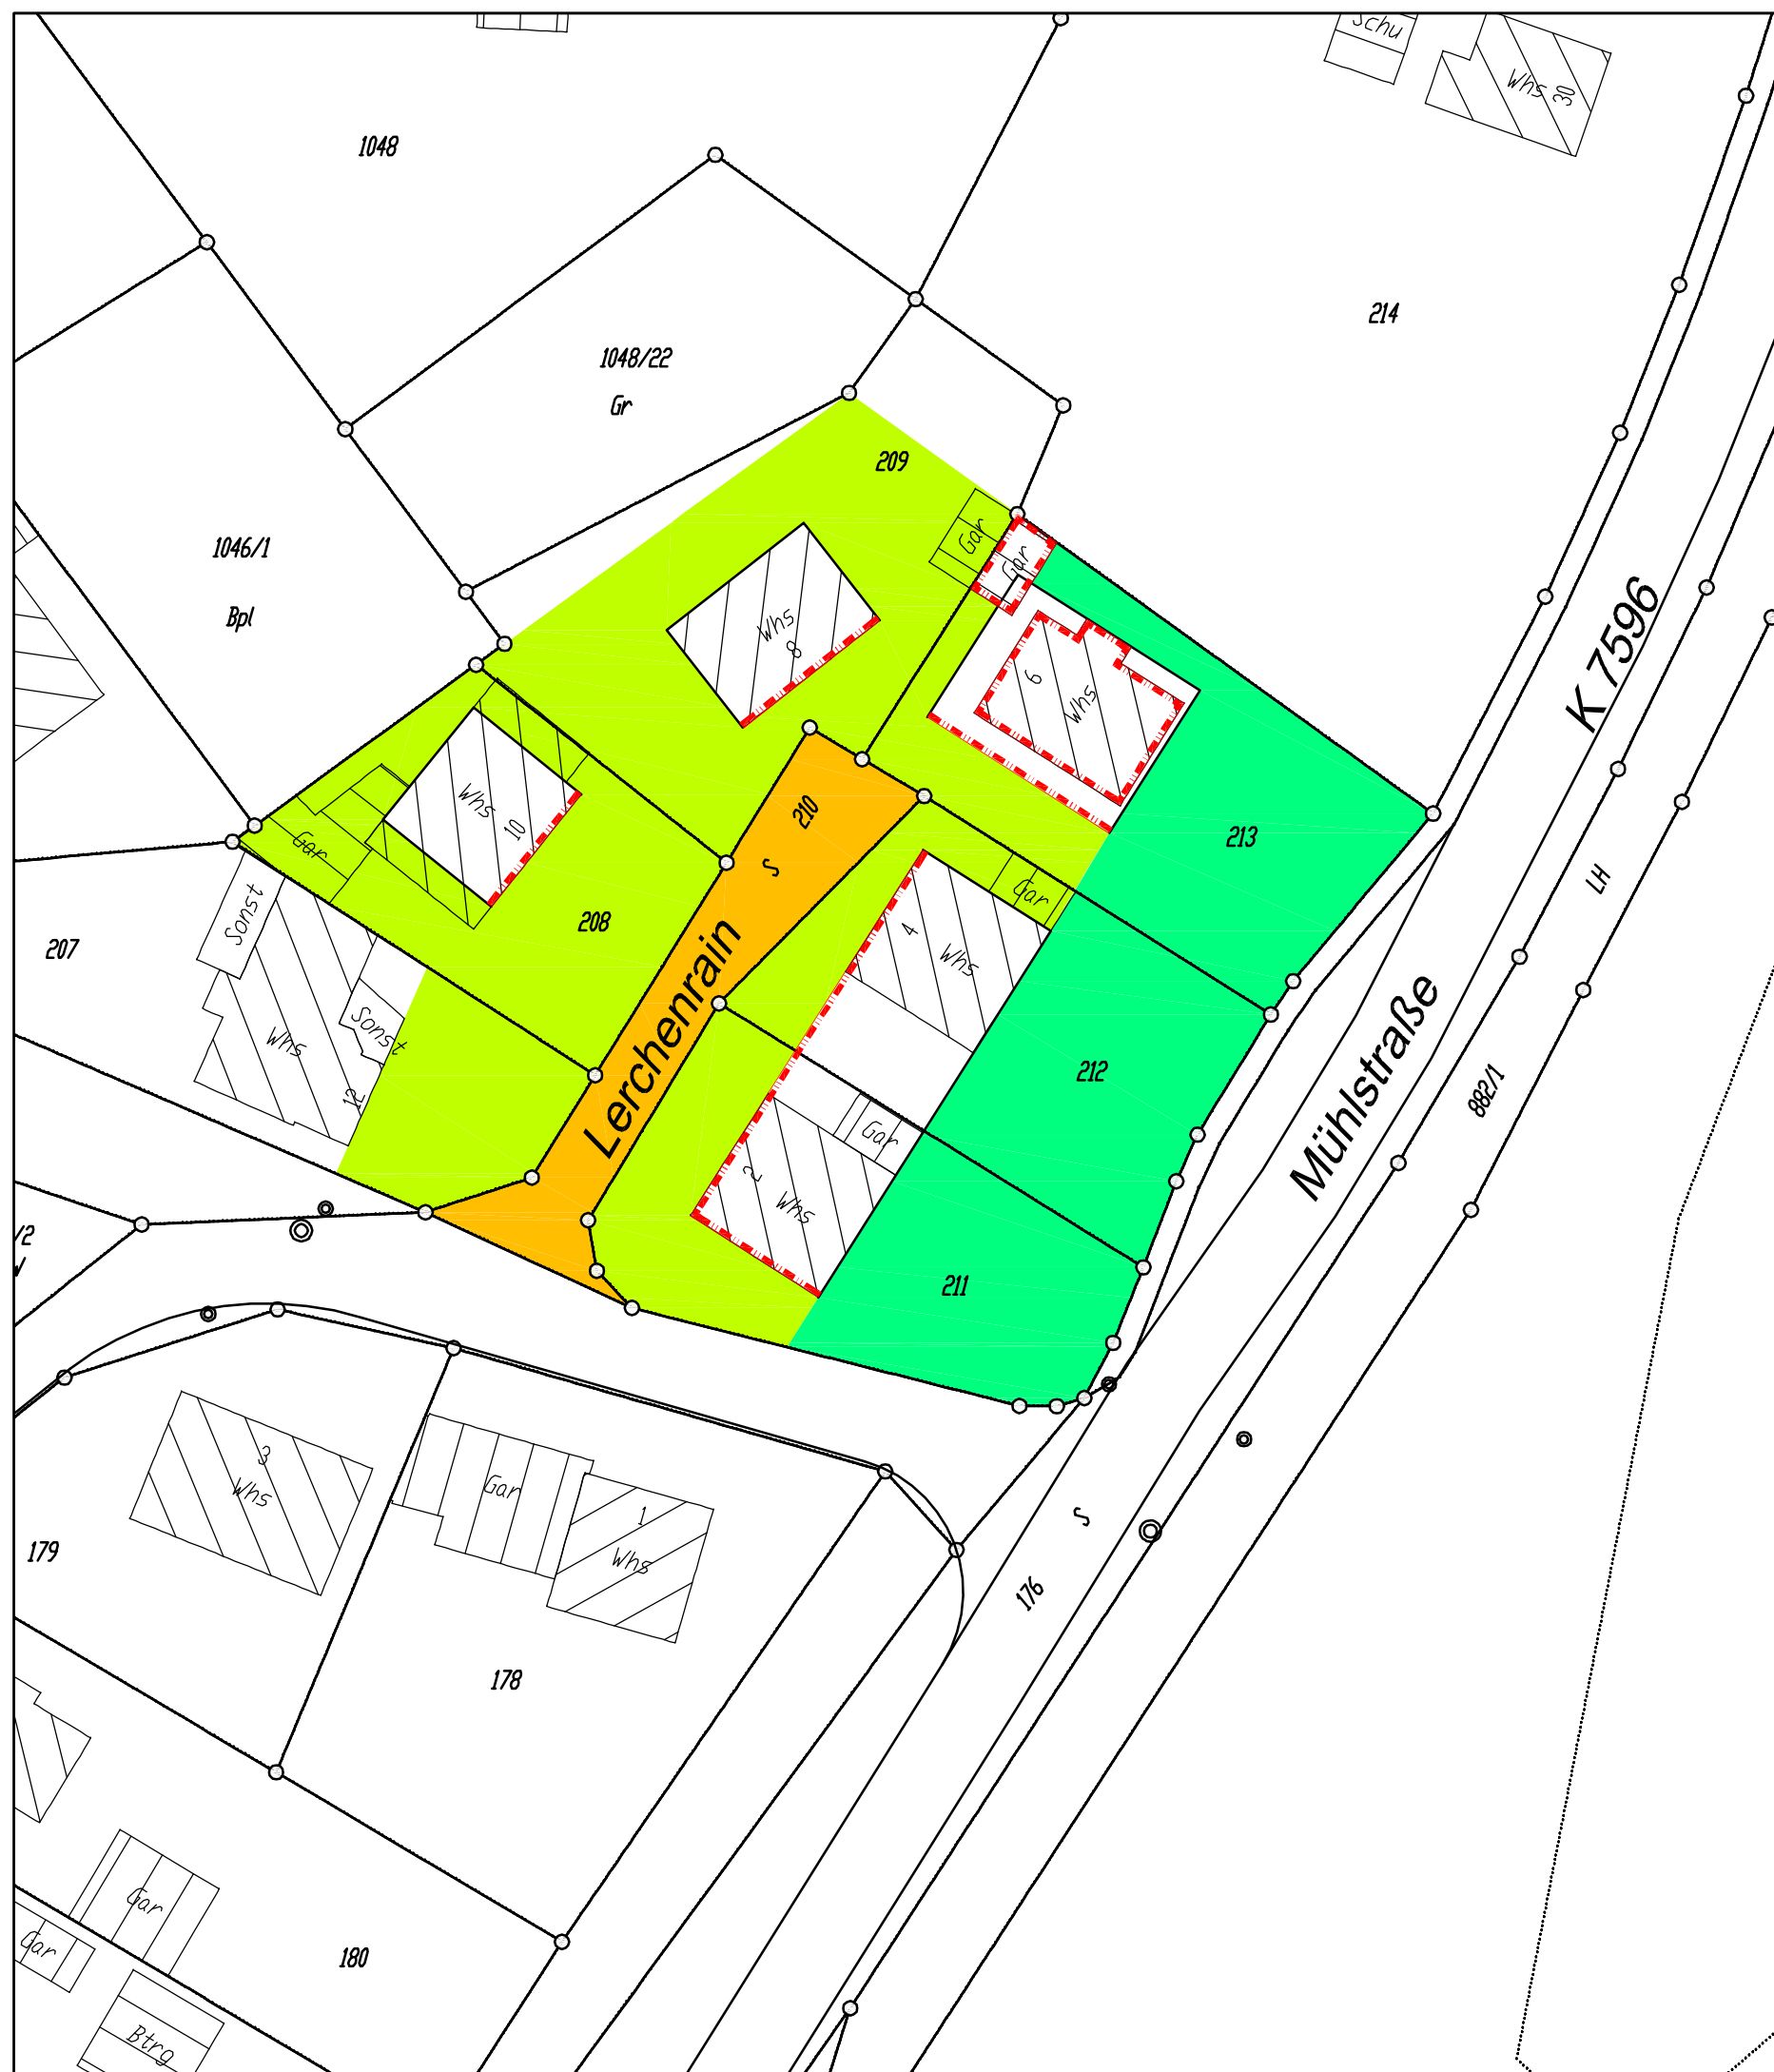 Schu
Whs 30
1048
214
1048/22
Gr
209
Gar
Gar
1046/1
Bpl
Whs 8
6 Whs
K 7596
Whs 10
210
S
213
Gar
Gar
LH
Sonst
208
4 Whs
207
Lerchenrain
Sonst
Whs
12
212
Mühlstraße
882/1
Gar
2 Whs
/2
211
3
Whs
Gar
1
Whs
S
179
176
178
Gar
Gar
180
Btrg